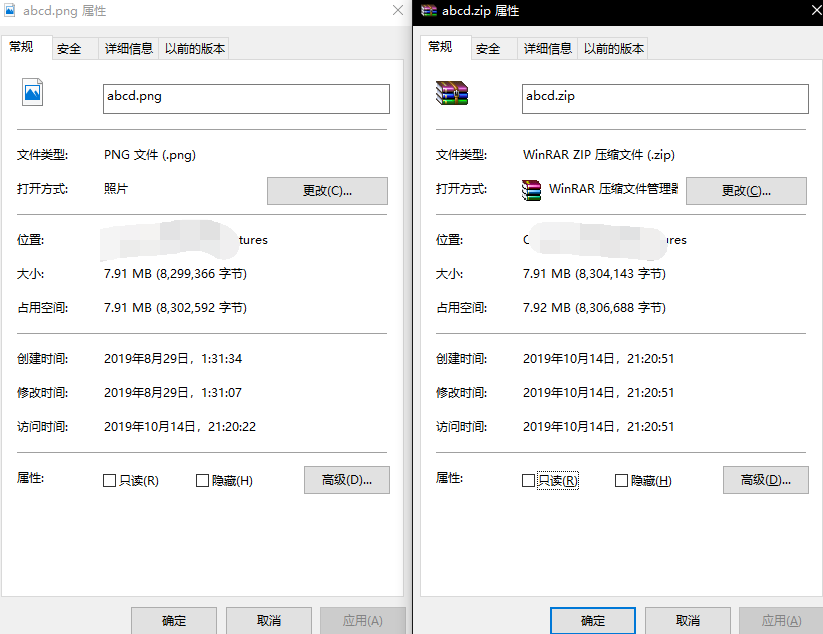 abcd.png 属性
常规
安全
详细信息
以前的版本
abcd.png
文件类型:
PNG 文件 (.png)
打开方式:
照片
更改(C)...
位置:
tures
大小:
7.91 MB (8,299,366 字节)
占用空间:
7.91 MB (8,302,592 字节)
创建时间:
2019年8月29日，1:31:34
修改时间:
2019年8月29日，1:31:07
访问时间:
2019年10月14日，21:20:22
属性:
只读(R)
隐藏(H)
高级(D)...
确定
取消
应用(A)
abcd.zip 属性
常规
安全
详细信息
以前的版本
abcd.zip
文件类型:
WinRAR ZIP 压缩文件 (.zip)
打开方式:
WinRAR 压缩文件管理器
更改(C)...
位置:
ures
大小:
7.91 MB (8,304,143 字节)
占用空间:
7.92 MB (8,306,688 字节)
创建时间:
2019年10月14日，21:20:51
修改时间:
2019年10月14日，21:20:51
访问时间:
2019年10月14日，21:20:51
属性:
只读(R)
隐藏(H)
高级(D)...
确定
取消
应用(A)